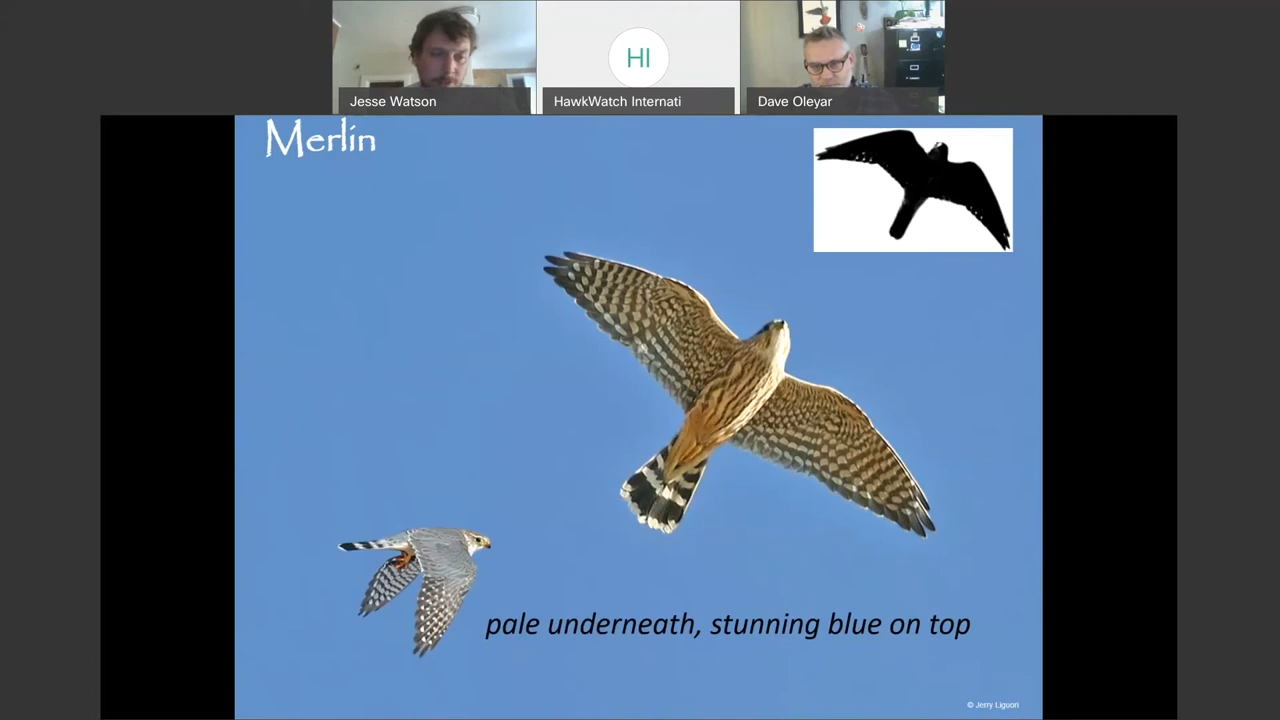 HI
Jesse Watson
HawkWatch Internati
Dave Oleyar
Merlin
pale underneath, stunning blue on top
© Jerry Liguori